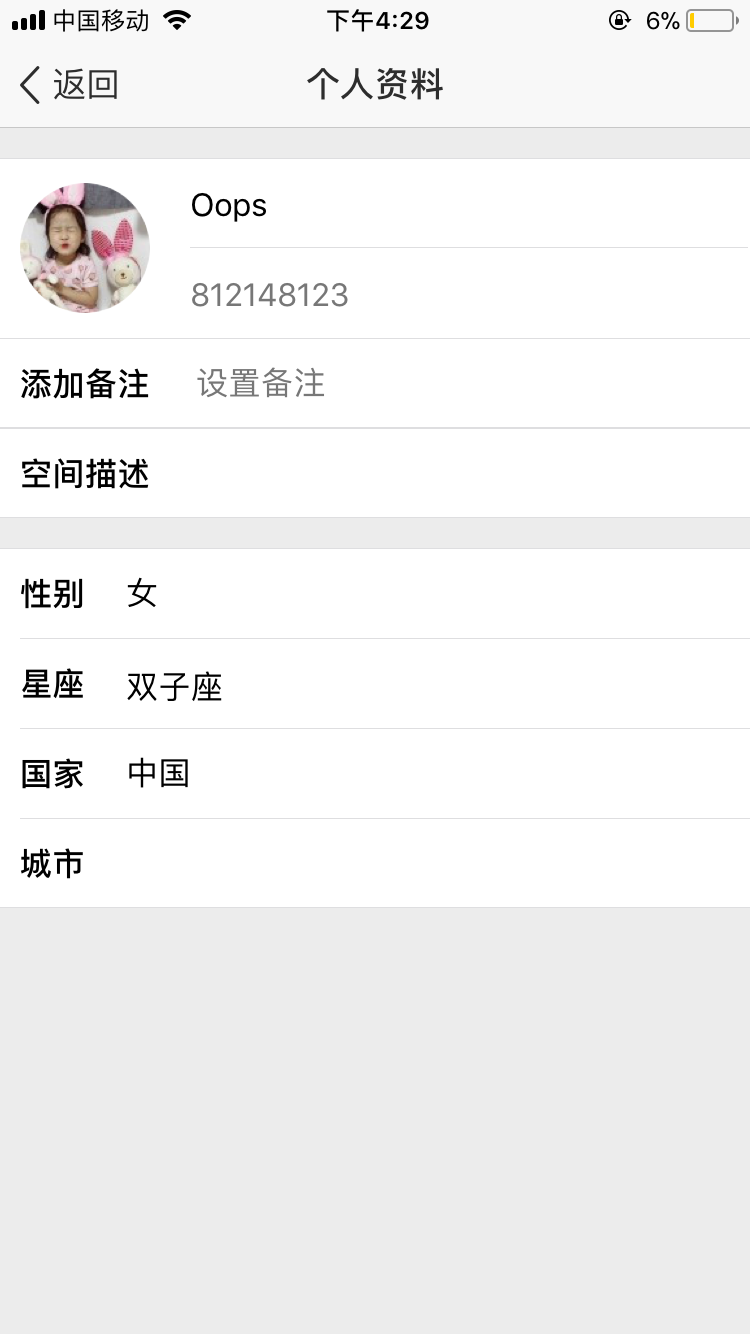 中国移动 下午4:29 6%
返回 个人资料
Oops
812148123
添加备注 设置备注
空间描述
性别 女
星座 双子座
国家 中国
城市